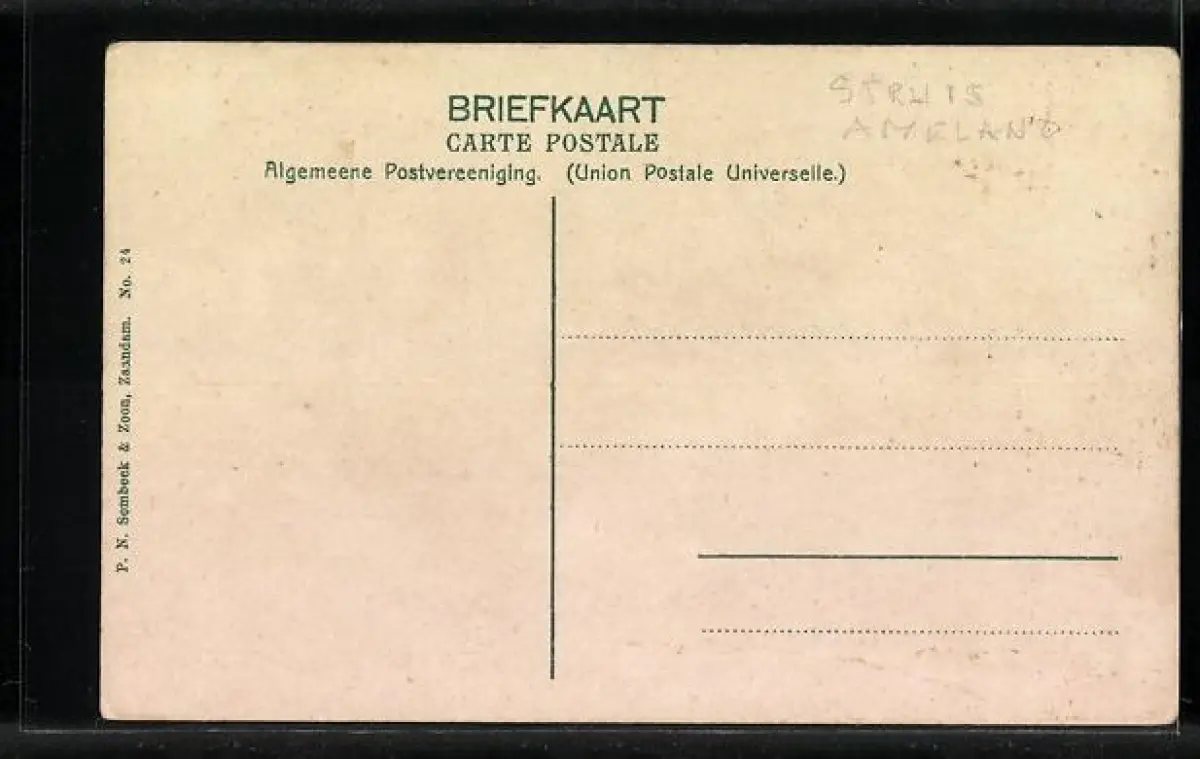 BRIEFKAART
CARTE POSTALE
Algemeene Postvereeniging. (Union Postale Universelle.)
STRUIS
AMELAND
P. N. Sombeek & Zoon, Zaandam. No. 24